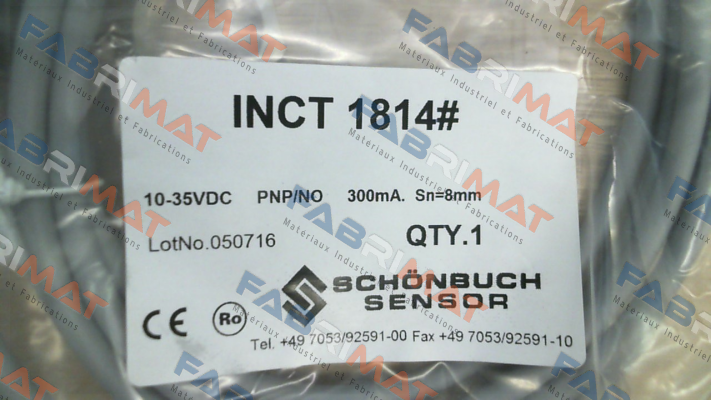 INCT 1814#
10-35VDC PNP/NO 300mA. Sn=8mm
LotNo.050716 QTY.1
SCHÖNBUCH
SENSOR
CE Ro
Tel. +49 7053/92591-00 Fax +49 7053/92591-10
FABRIMAT
Materiaux Industriel et Fabrications